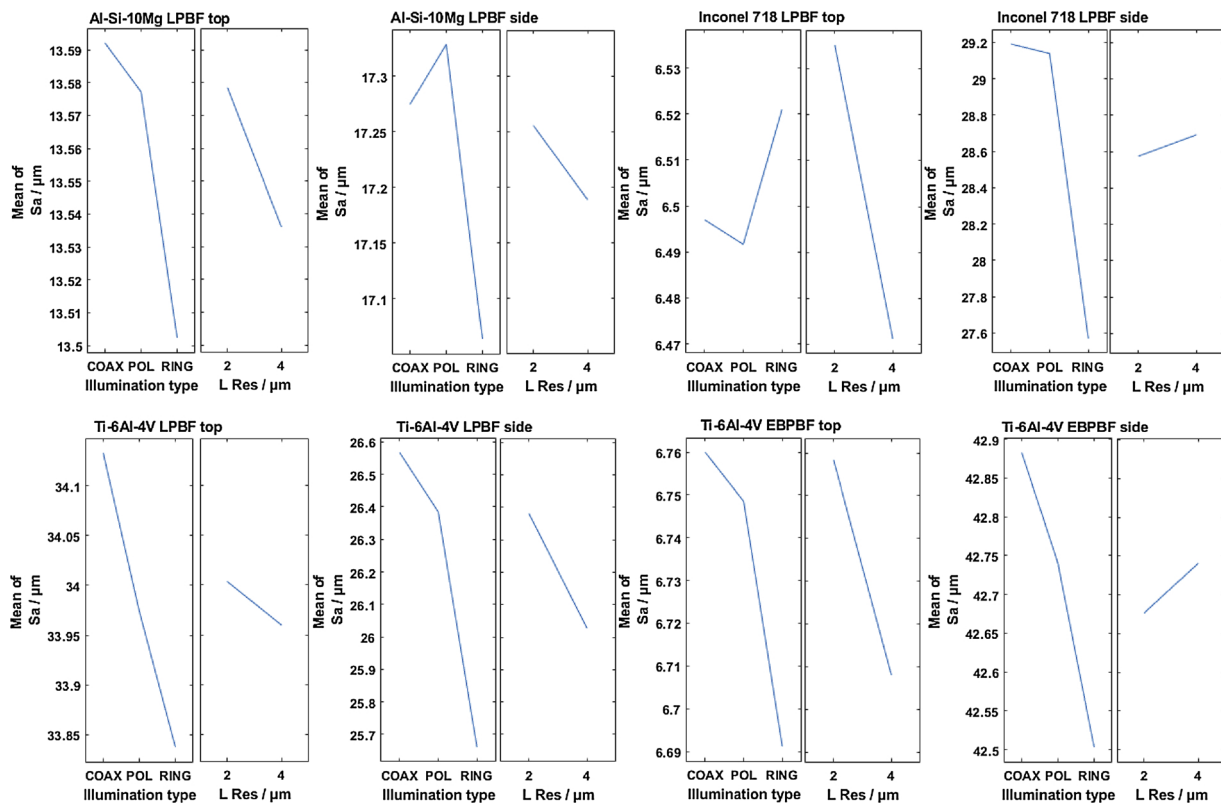 Al-Si-10Mg LPBF top
13.59
13.58
13.57
13.56
13.55
13.54
13.53
13.52
13.51
13.5
Mean of
Sa / µm
COAX POL RING
Illumination type
2 4
L Res / µm
Al-Si-10Mg LPBF side
17.3
17.25
17.2
17.15
17.1
Mean of
Sa / µm
COAX POL RING
Illumination type
2 4
L Res / µm
Inconel 718 LPBF top
6.53
6.52
6.51
6.5
6.49
6.48
6.47
Mean of
Sa / µm
COAX POL RING
Illumination type
2 4
L Res / µm
Inconel 718 LPBF side
29.2
29
28.8
28.6
28.4
28.2
28
27.8
27.6
Mean of
Sa / µm
COAX POL RING
Illumination type
2 4
L Res / µm
Ti-6Al-4V LPBF top
34.1
34.05
34
33.95
33.9
33.85
Mean of
Sa / µm
COAX POL RING
Illumination type
2 4
L Res / µm
Ti-6Al-4V LPBF side
26.6
26.5
26.4
26.3
26.2
26.1
26
25.9
25.8
25.7
Mean of
Sa / µm
COAX POL RING
Illumination type
2 4
L Res / µm
Ti-6Al-4V EBPBF top
6.76
6.75
6.74
6.73
6.72
6.71
6.7
6.69
Mean of
Sa / µm
COAX POL RING
Illumination type
2 4
L Res / µm
Ti-6Al-4V EBPBF side
42.9
42.85
42.8
42.75
42.7
42.65
42.6
42.55
42.5
Mean of
Sa / µm
COAX POL RING
Illumination type
2 4
L Res / µm